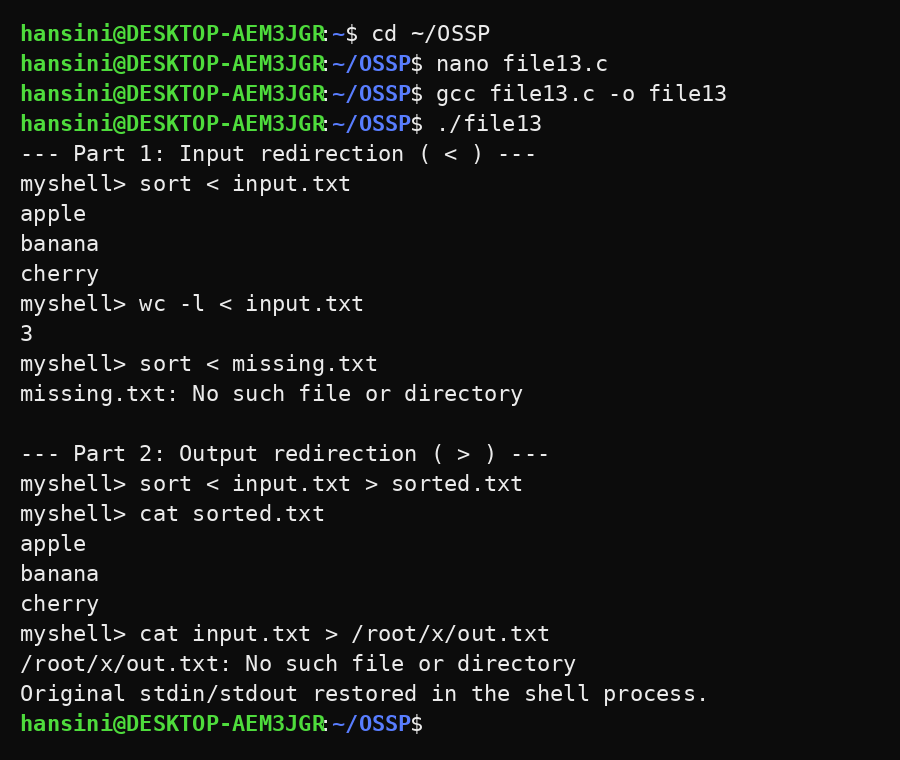 hansini@DESKTOP-AEM3JGR:~$ cd ~/OSSP
hansini@DESKTOP-AEM3JGR:~/OSSP$ nano file13.c
hansini@DESKTOP-AEM3JGR:~/OSSP$ gcc file13.c -o file13
hansini@DESKTOP-AEM3JGR:~/OSSP$ ./file13
--- Part 1: Input redirection ( < ) ---
myshell> sort < input.txt
apple
banana
cherry
myshell> wc -l < input.txt
3
myshell> sort < missing.txt
missing.txt: No such file or directory

--- Part 2: Output redirection ( > ) ---
myshell> sort < input.txt > sorted.txt
myshell> cat sorted.txt
apple
banana
cherry
myshell> cat input.txt > /root/x/out.txt
/root/x/out.txt: No such file or directory
Original stdin/stdout restored in the shell process.
hansini@DESKTOP-AEM3JGR:~/OSSP$